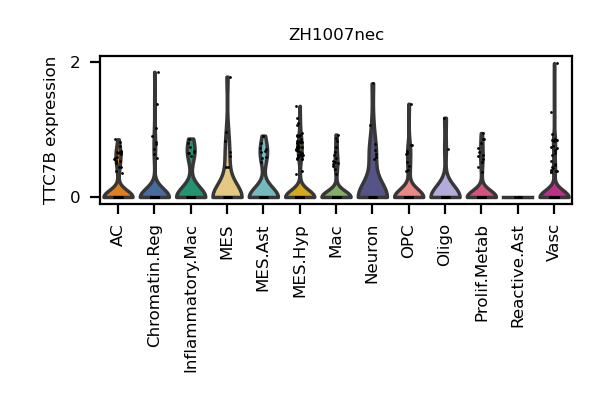 ZH1007nec
TTC7B expression
2
0
AC
Chromatin.Reg
Inflammatory.Mac
MES
MES.Ast
MES.Hyp
Mac
Neuron
OPC
Oligo
Prolif.Metab
Reactive.Ast
Vasc